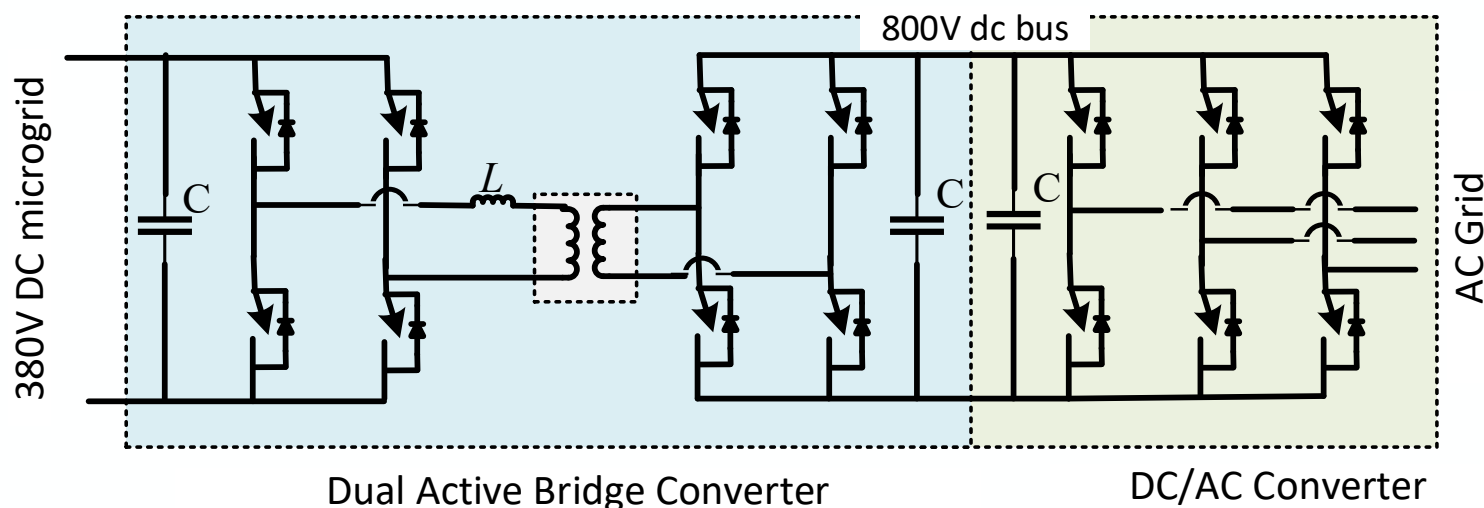 800V dc bus
380V DC microgrid
C
L
C
C
AC Grid
Dual Active Bridge Converter
DC/AC Converter